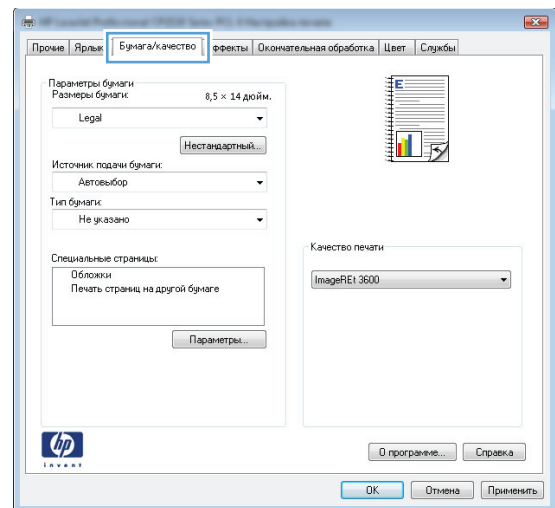 Прочие Ярлык Бумага/качество ффекты Окончательная обработка Цвет Службы
Параметры бумаги
Размеры бумаги: 8,5 × 14 дюйм.
Legal
Нестандартный...
Источник подачи бумаги:
Автовыбор
Тип бумаги:
Не указано
Специальные страницы:
Обложки
Печать страниц на другой бумаге
Параметры...
E
Качество печати
ImageREt 3600
hp
invent
О программе... Справка
OK Отмена Применить